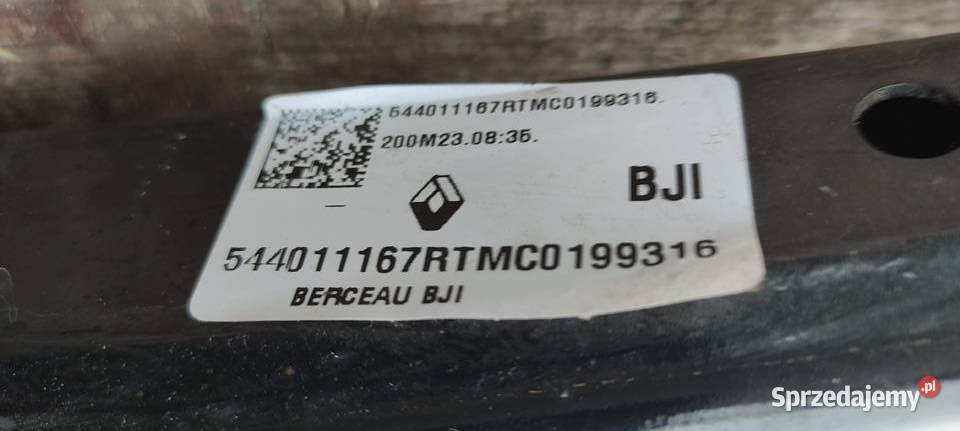 544011167RTMC0199316.
200M23.08:35.
BJI
544011167RTMC0199316
BERCEAU BJI
Sprzedajemy.pl